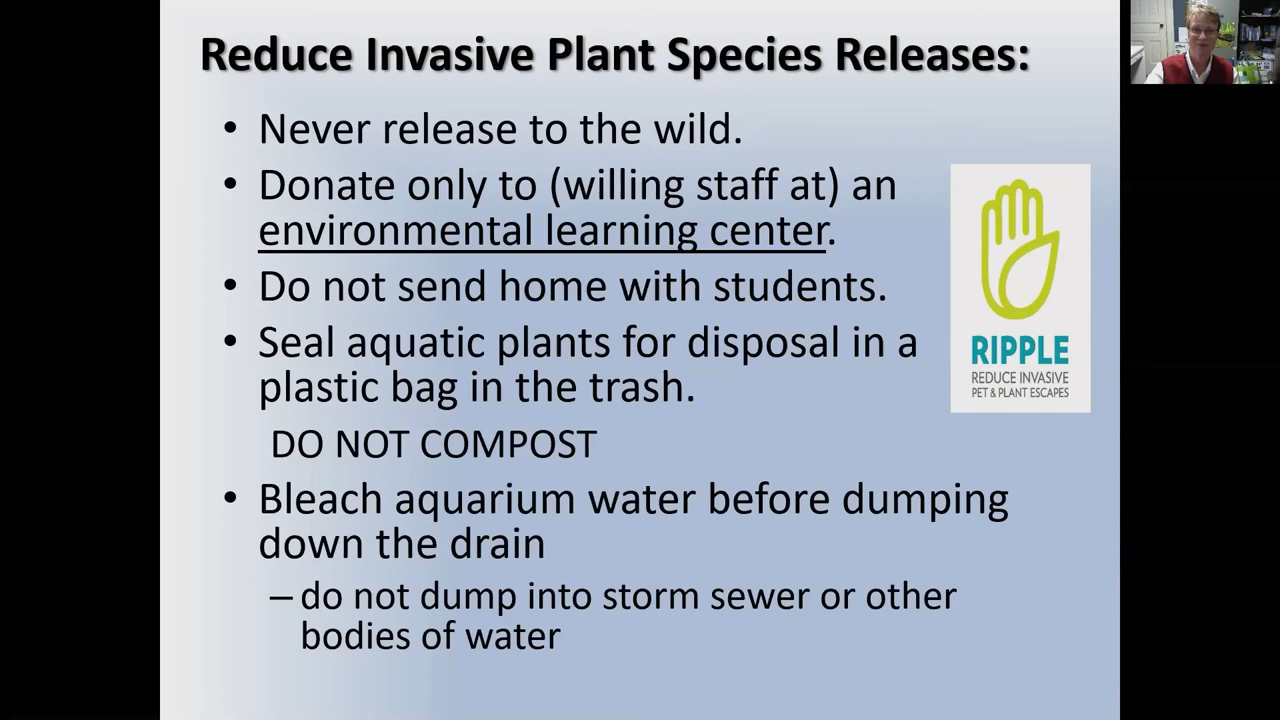 Reduce Invasive Plant Species Releases:
• Never release to the wild.
• Donate only to (willing staff at) an
environmental learning center.
• Do not send home with students.
• Seal aquatic plants for disposal in a
plastic bag in the trash.
DO NOT COMPOST
• Bleach aquarium water before dumping
down the drain
– do not dump into storm sewer or other
bodies of water
RIPPLE
REDUCE INVASIVE
PET & PLANT ESCAPES